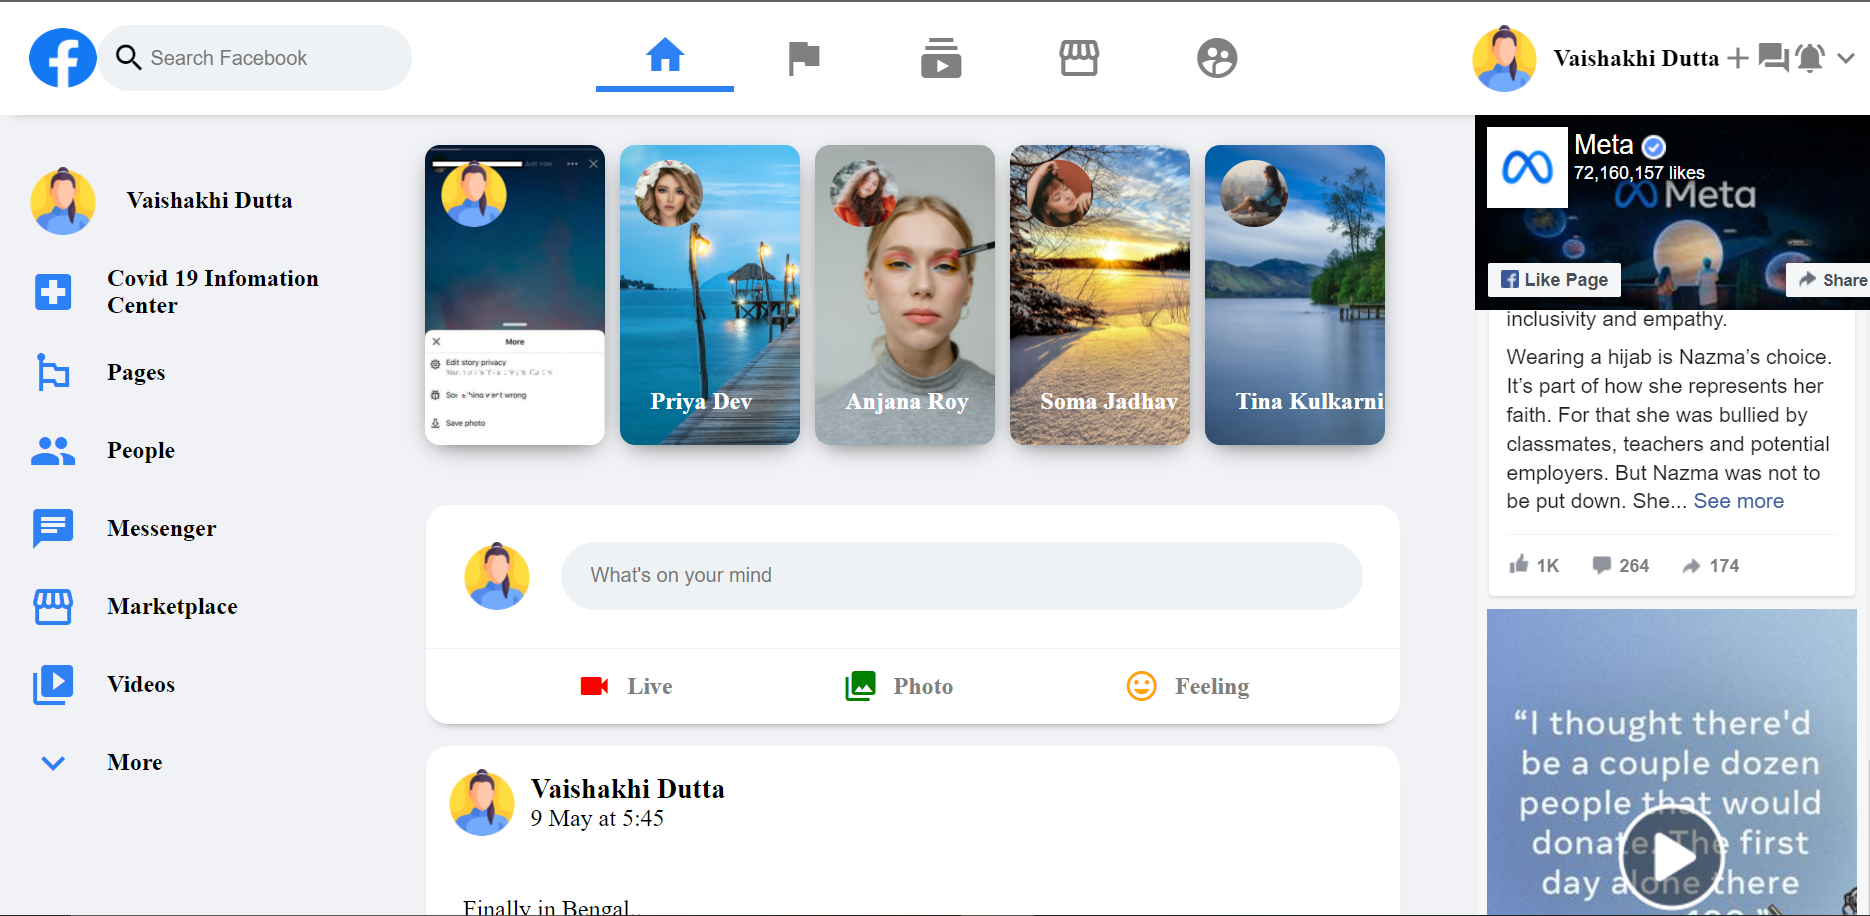 Search Facebook
Vaishakhi Dutta
Vaishakhi Dutta
Covid 19 Infomation
Center
Pages
People
Messenger
Marketplace
Videos
More
Just now
More
Edit story privacy
went wrong
Save photo
Priya Dev
Anjana Roy
Soma Jadhav
Tina Kulkarni
What's on your mind
Live
Photo
Feeling
Vaishakhi Dutta
9 May at 5:45
Finally in Bengal..
Meta
72,160,157 likes
Meta
Like Page
Share
inclusivity and empathy.
Wearing a hijab is Nazma’s choice.
It’s part of how she represents her
faith. For that she was bullied by
classmates, teachers and potential
employers. But Nazma was not to
be put down. She... See more
1K
264
174
“I thought there'd
be a couple dozen
people that would
donate. The first
day alone there